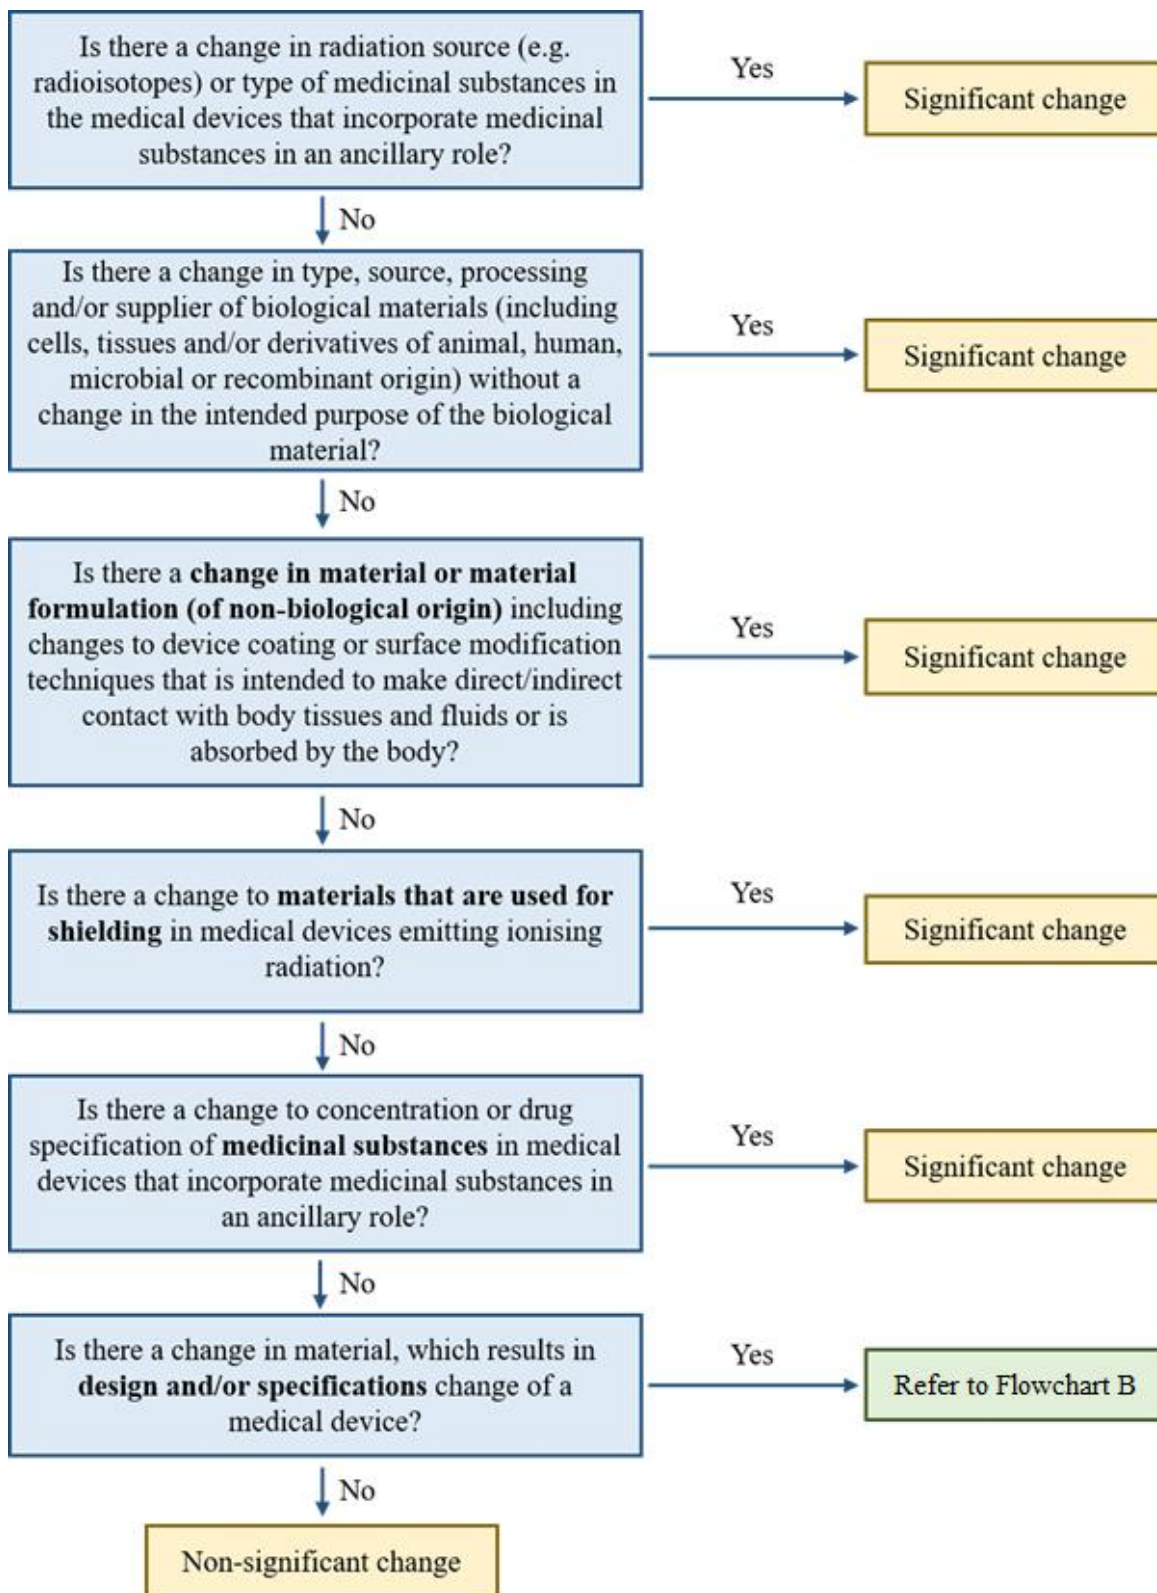 Is there a change in radiation source (e.g.
radioisotopes) or type of medicinal substances in
the medical devices that incorporate medicinal
substances in an ancillary role?
Yes
Significant change
No
Is there a change in type, source, processing
and/or supplier of biological materials (including
cells, tissues and/or derivatives of animal, human,
microbial or recombinant origin) without a
change in the intended purpose of the biological
material?
Yes
Significant change
No
Is there a change in material or material
formulation (of non-biological origin) including
changes to device coating or surface modification
techniques that is intended to make direct/indirect
contact with body tissues and fluids or is
absorbed by the body?
Yes
Significant change
No
Is there a change to materials that are used for
shielding in medical devices emitting ionising
radiation?
Yes
Significant change
No
Is there a change to concentration or drug
specification of medicinal substances in medical
devices that incorporate medicinal substances in
an ancillary role?
Yes
Significant change
No
Is there a change in material, which results in
design and/or specifications change of a
medical device?
Yes
Refer to Flowchart B
No
Non-significant change